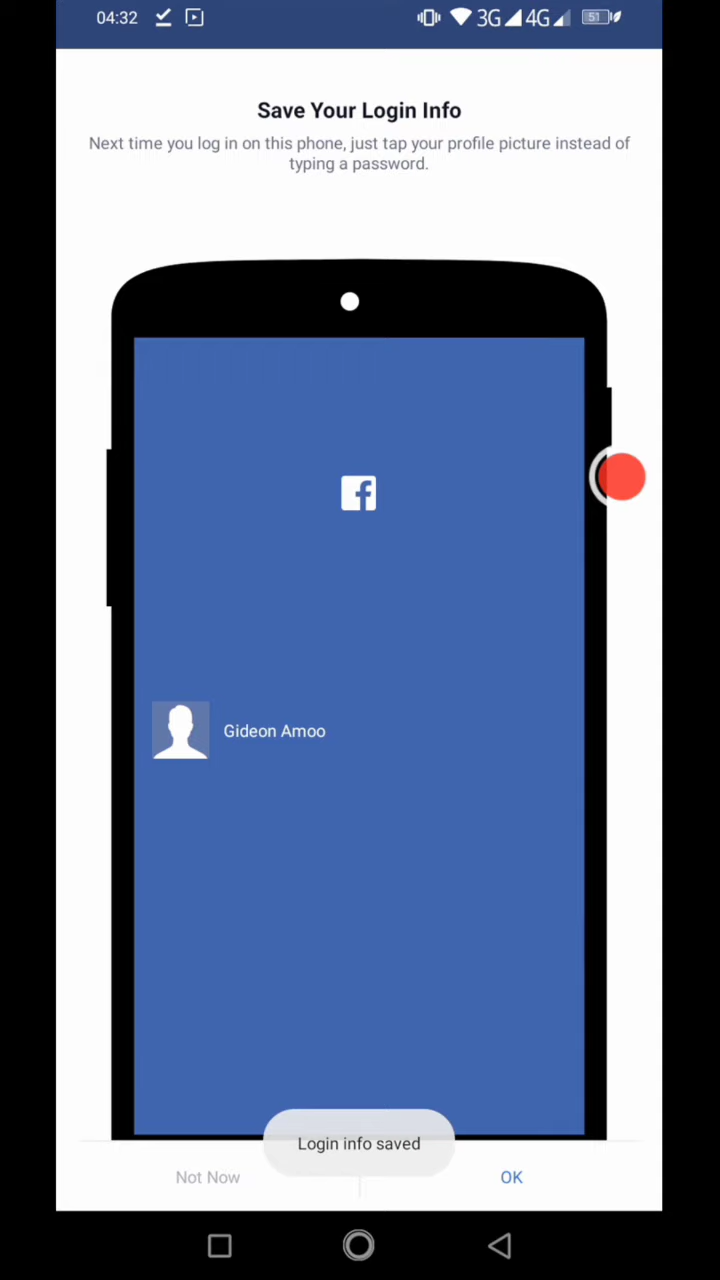 04:32 3G 4G 51
Save Your Login Info
Next time you log in on this phone, just tap your profile picture instead of
typing a password.
f
Gideon Amoo
Login info saved
Not Now OK